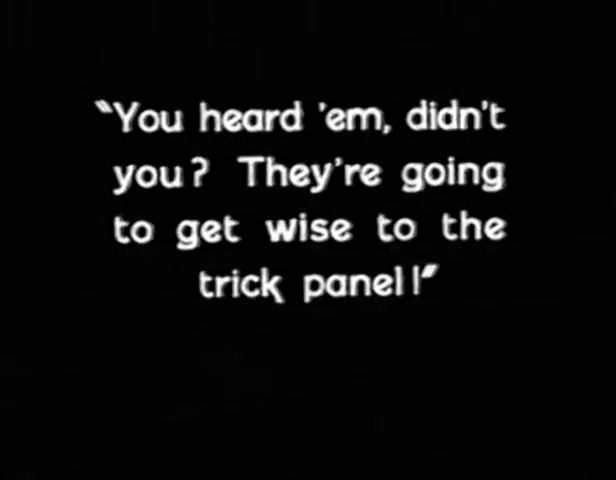 "You heard 'em, didn't
you? They're going
to get wise to the
trick panel!"